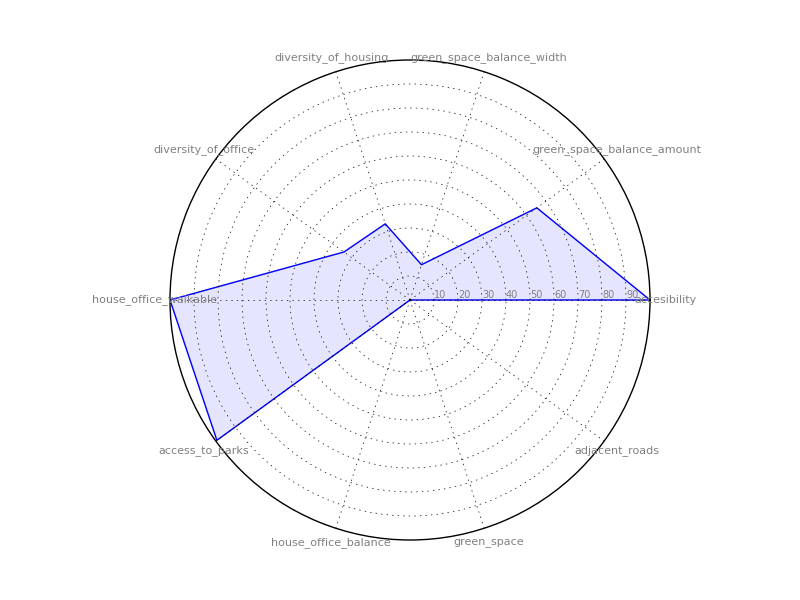 diversity_of_housing
green_space_balance_width
diversity_of_office
green_space_balance_amount
house_office_walkable
10 20 30 40 50 60 70 80 90
accesibility
access_to_parks
adjacent_roads
house_office_balance
green_space